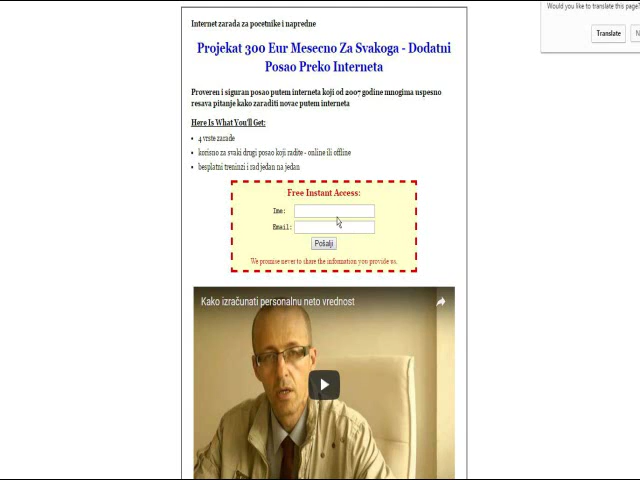 Would you like to translate this page?
Translate
N
Internet zarada za pocetnike i napredne
Projekat 300 Eur Mesecno Za Svakoga - Dodatni
Posao Preko Interneta
Proveren i siguran posao putem interneta koji od 2007 godine mnogima uspesno
resava pitanje kako zaraditi novac putem interneta
Here Is What You'll Get:
4 vrste zarade
korisno za svaki drugi posao koji radite - online ili offline
besplatni treninzi i rad jedan na jedan
Free Instant Access:
Ime:
Email:
Pošalji
We promise never to share the information you provide us.
Kako izračunati personalnu neto vrednost